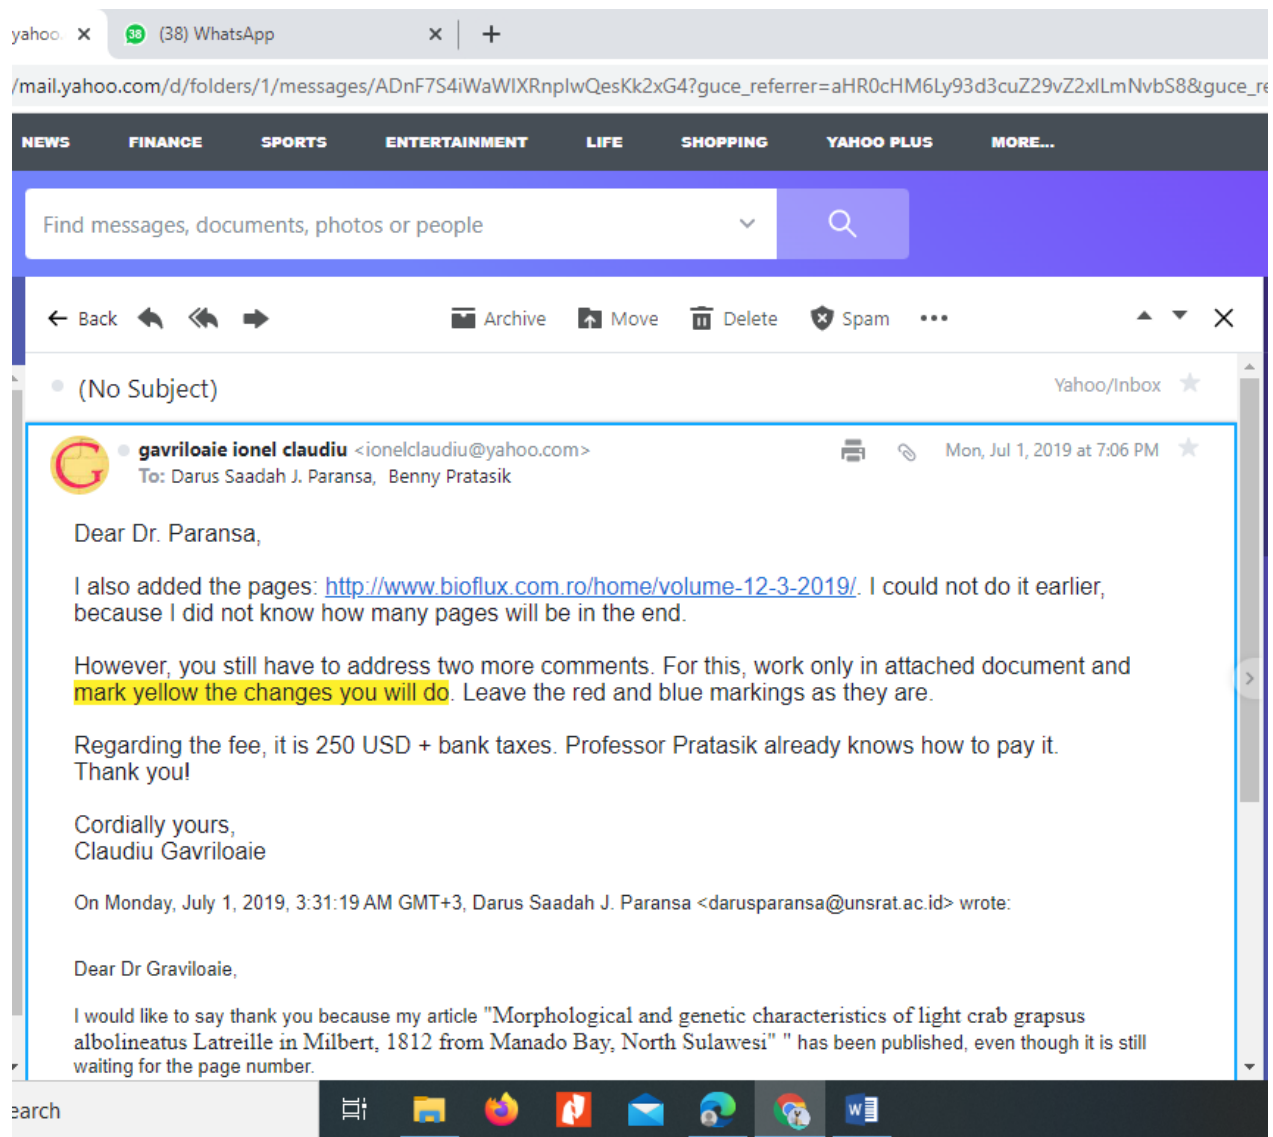 yahoo.
38
(38) WhatsApp
/mail.yahoo.com/d/folders/1/messages/ADnF7S4iWaWIXRnpIwQesKk2xG4?guce_referrer=aHR0cHM6Ly93d3cuZ29vZ2xlLmNvbS8&guce_re
NEWS FINANCE SPORTS ENTERTAINMENT LIFE SHOPPING YAHOO PLUS MORE...
Find messages, documents, photos or people
Back Archive Move Delete Spam
(No Subject) Yahoo/Inbox
G
gavriloaie ionel claudiu <ionelclaudiu@yahoo.com> Mon, Jul 1, 2019 at 7:06 PM
To: Darus Saadah J. Paransa, Benny Pratasik
Dear Dr. Paransa,
I also added the pages: http://www.bioflux.com.ro/home/volume-12-3-2019/. I could not do it earlier,
because I did not know how many pages will be in the end.
However, you still have to address two more comments. For this, work only in attached document and
mark yellow the changes you will do. Leave the red and blue markings as they are.
Regarding the fee, it is 250 USD + bank taxes. Professor Pratasik already knows how to pay it.
Thank you!
Cordially yours,
Claudiu Gavriloaie
On Monday, July 1, 2019, 3:31:19 AM GMT+3, Darus Saadah J. Paransa <darusparansa@unsrat.ac.id> wrote:
Dear Dr Graviloaie,
I would like to say thank you because my article "Morphological and genetic characteristics of light crab grapsus
albolineatus Latreille in Milbert, 1812 from Manado Bay, North Sulawesi" " has been published, even though it is still
waiting for the page number.
earch
W